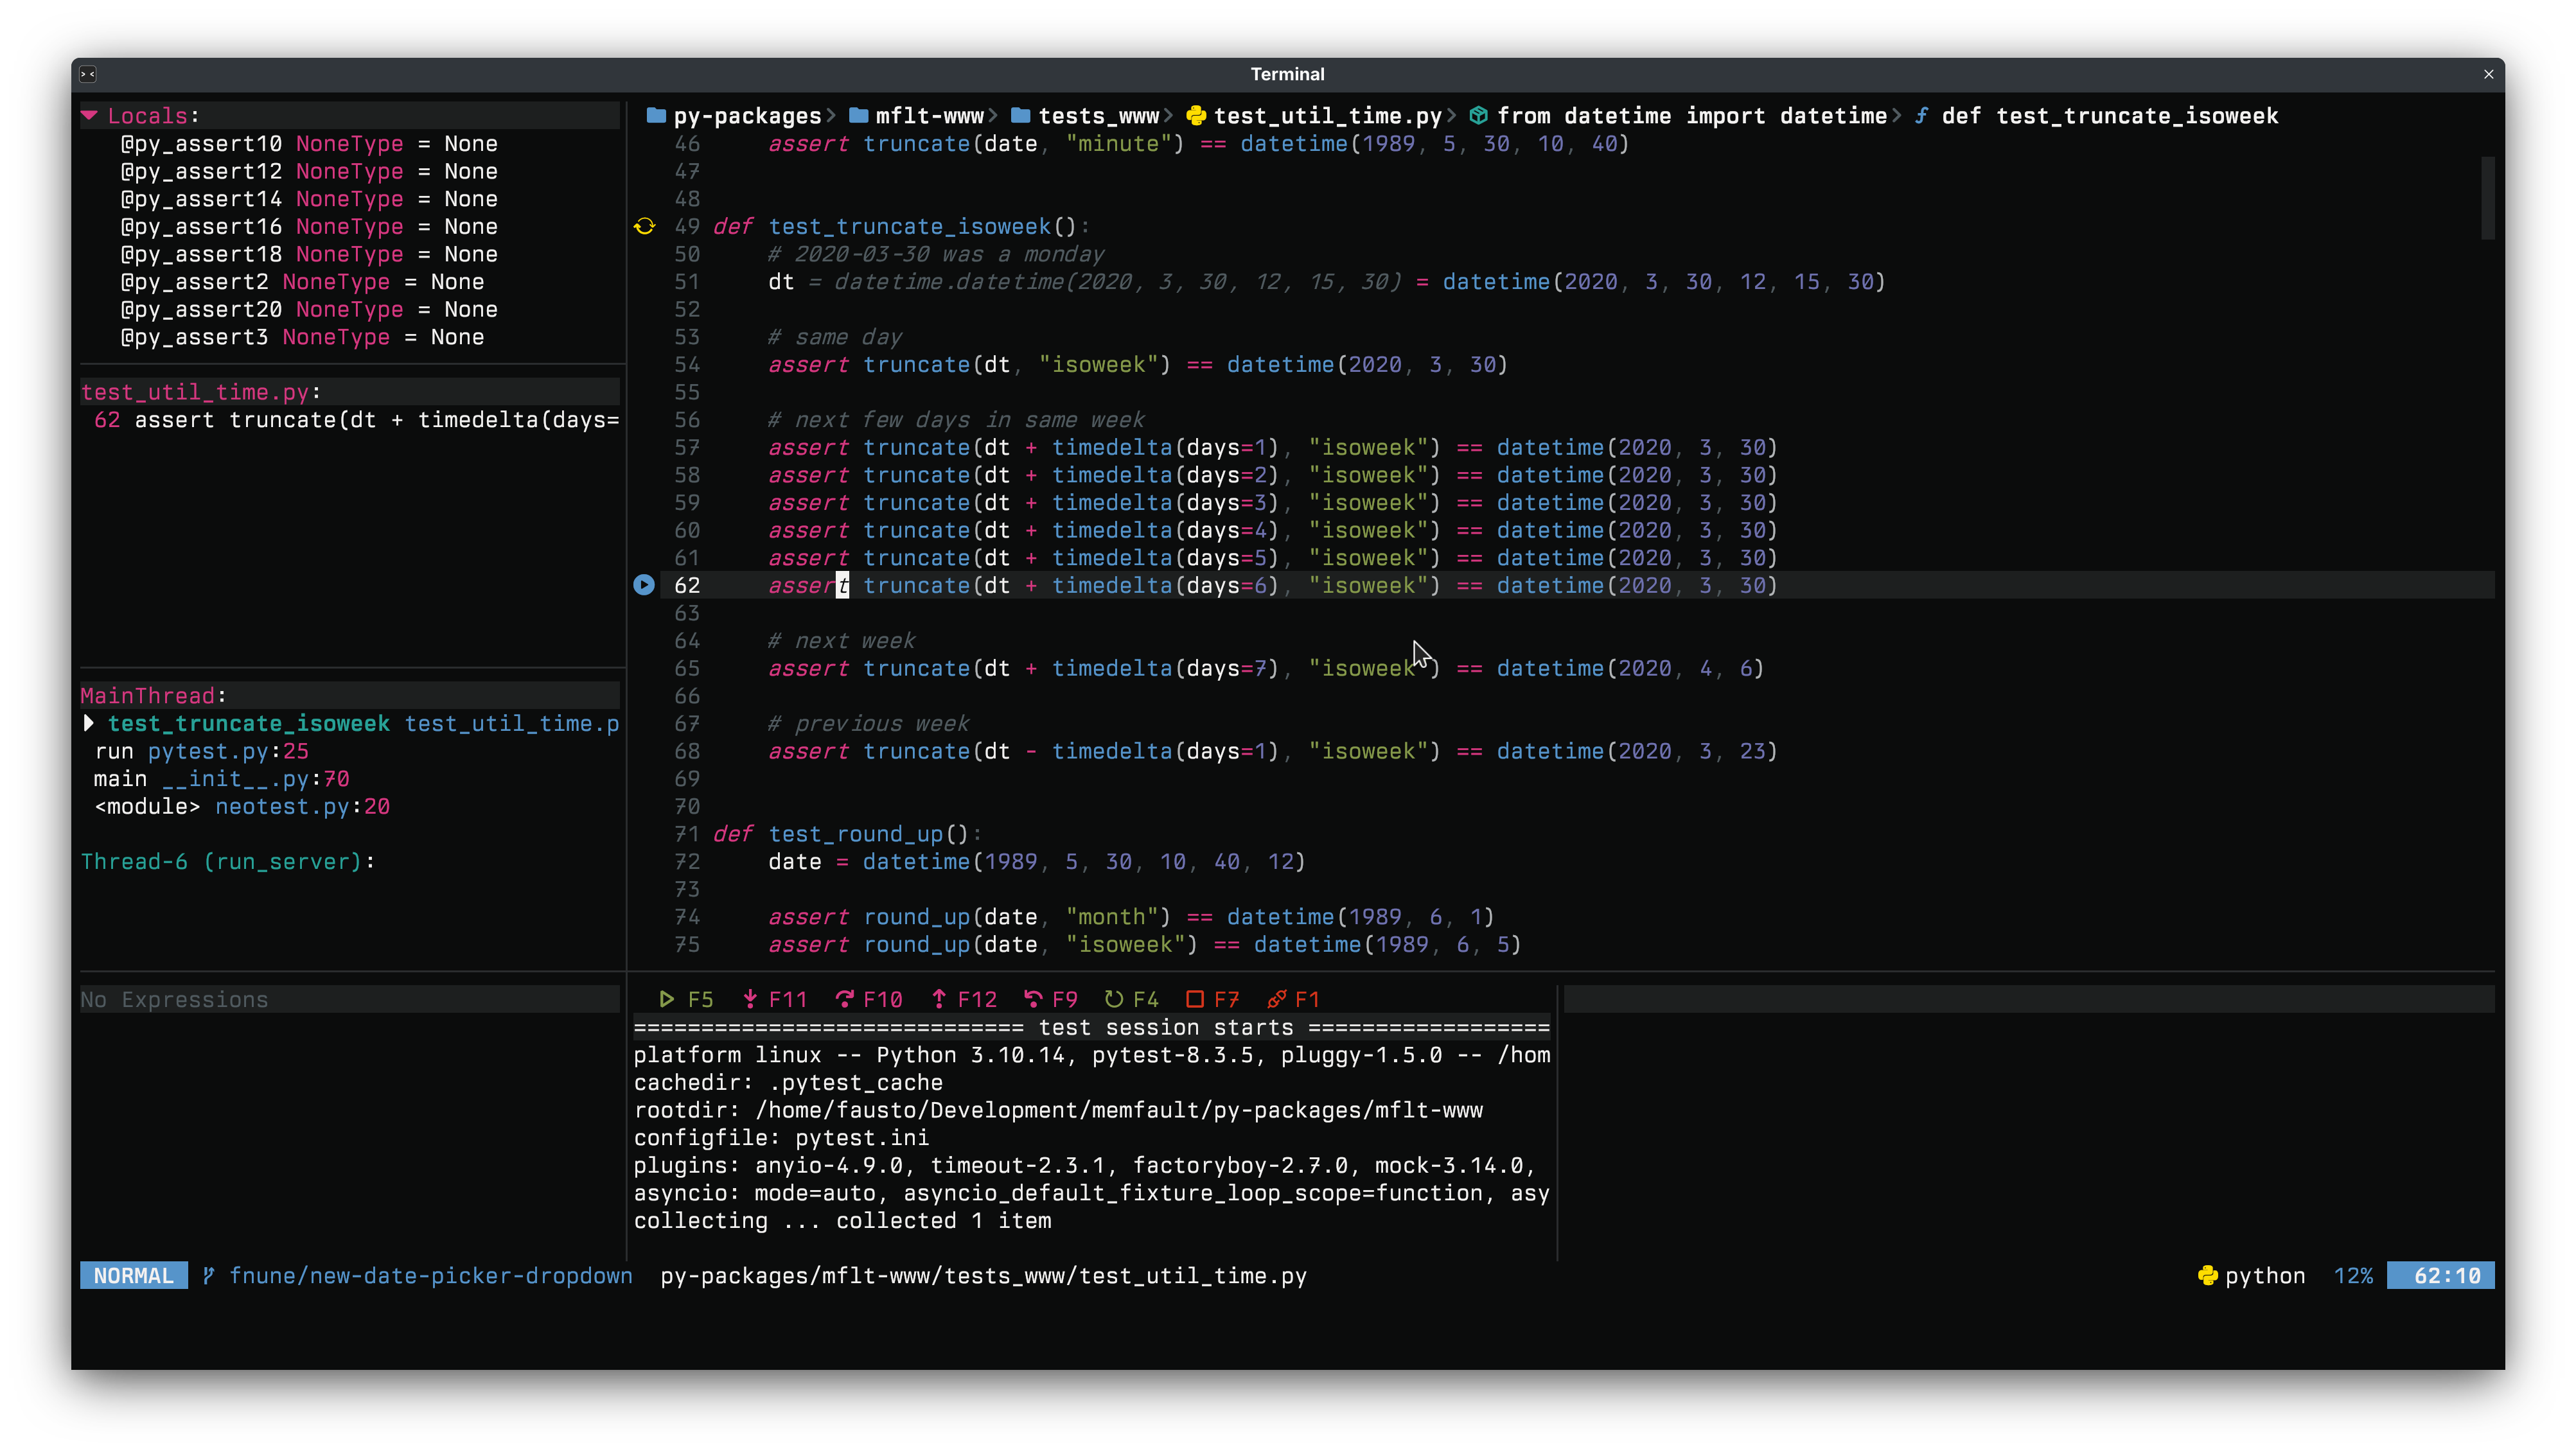 Terminal
Locals:
@py_assert10 NoneType = None
@py_assert12 NoneType = None
@py_assert14 NoneType = None
@py_assert16 NoneType = None
@py_assert18 NoneType = None
@py_assert2 NoneType = None
@py_assert20 NoneType = None
@py_assert3 NoneType = None
test_util_time.py:
62 assert truncate(dt + timedelta(days=
MainThread:
test_truncate_isoweek test_util_time.p
run pytest.py:25
main __init__.py:70
<module> neotest.py:20
Thread-6 (run_server):
No Expressions
py-packages> mflt-www> tests_www> test_util_time.py> from datetime import datetime> def test_truncate_isoweek
46 assert truncate(date, "minute") == datetime(1989, 5, 30, 10, 40)
47
48
49 def test_truncate_isoweek():
50 # 2020-03-30 was a monday
51 dt = datetime.datetime(2020, 3, 30, 12, 15, 30) = datetime(2020, 3, 30, 12, 15, 30)
52
53 # same day
54 assert truncate(dt, "isoweek") == datetime(2020, 3, 30)
55
56 # next few days in same week
57 assert truncate(dt + timedelta(days=1), "isoweek") == datetime(2020, 3, 30)
58 assert truncate(dt + timedelta(days=2), "isoweek") == datetime(2020, 3, 30)
59 assert truncate(dt + timedelta(days=3), "isoweek") == datetime(2020, 3, 30)
60 assert truncate(dt + timedelta(days=4), "isoweek") == datetime(2020, 3, 30)
61 assert truncate(dt + timedelta(days=5), "isoweek") == datetime(2020, 3, 30)
62 assert truncate(dt + timedelta(days=6), "isoweek") == datetime(2020, 3, 30)
63
64 # next week
65 assert truncate(dt + timedelta(days=7), "isoweek") == datetime(2020, 4, 6)
66
67 # previous week
68 assert truncate(dt - timedelta(days=1), "isoweek") == datetime(2020, 3, 23)
69
70
71 def test_round_up():
72 date = datetime(1989, 5, 30, 10, 40, 12)
73
74 assert round_up(date, "month") == datetime(1989, 6, 1)
75 assert round_up(date, "isoweek") == datetime(1989, 6, 5)
F5 F11 F10 F12 F9 F4 F7 F1
============================= test session starts ==================
platform linux -- Python 3.10.14, pytest-8.3.5, pluggy-1.5.0 -- /hom
cachedir: .pytest_cache
rootdir: /home/fausto/Development/memfault/py-packages/mflt-www
configfile: pytest.ini
plugins: anyio-4.9.0, timeout-2.3.1, factoryboy-2.7.0, mock-3.14.0,
asyncio: mode=auto, asyncio_default_fixture_loop_scope=function, asy
collecting ... collected 1 item
NORMAL fnune/new-date-picker-dropdown py-packages/mflt-www/tests_www/test_util_time.py python 12% 62:10